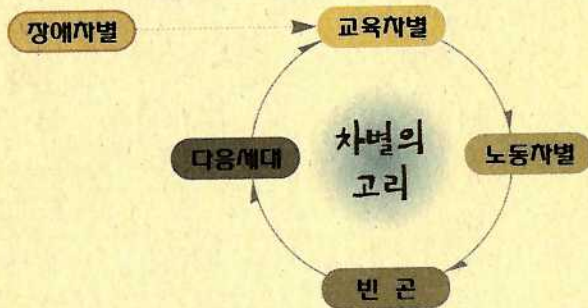 장애차별
교육차별
노동차별
빈 곤
다음세대
차별의
고리